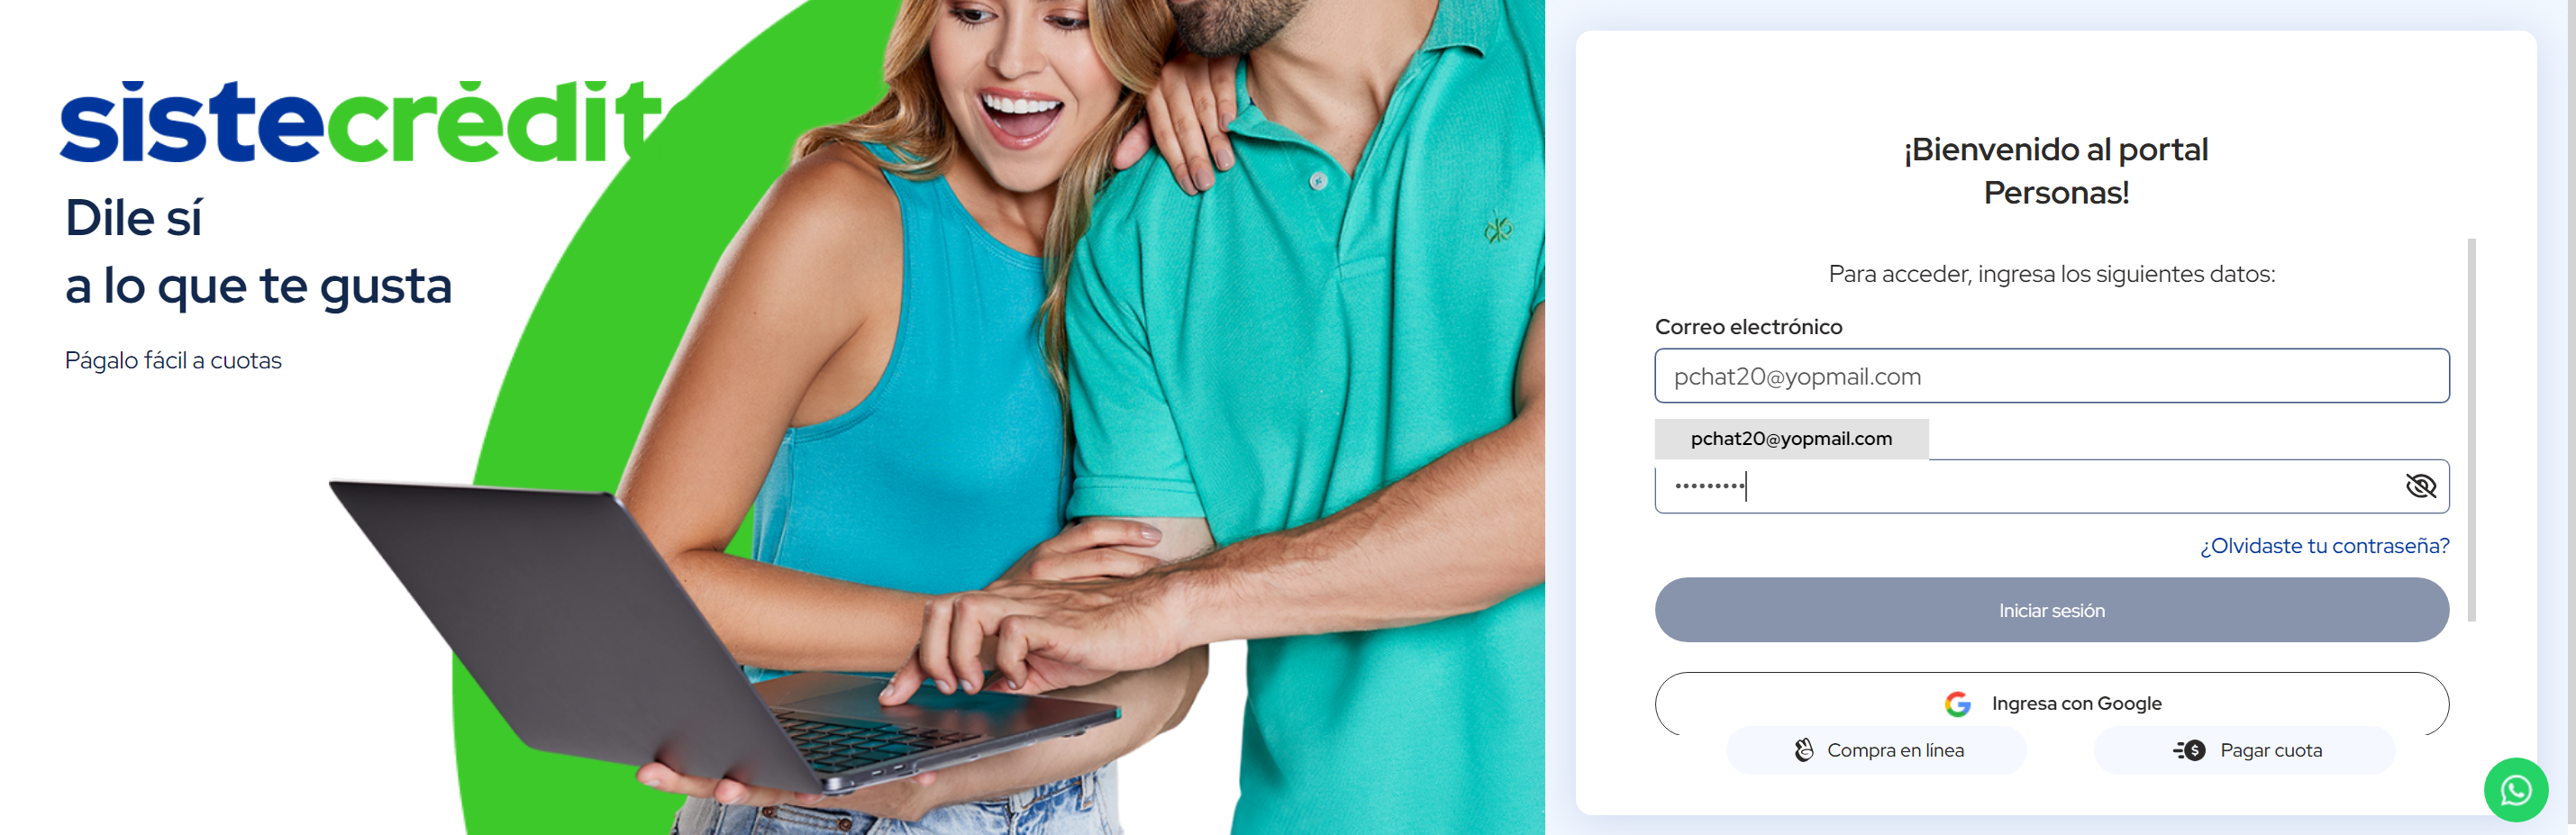 sistecrédit
Dile sí
a lo que te gusta
Págalo fácil a cuotas
¡Bienvenido al portal
Personas!
Para acceder, ingresa los siguientes datos:
Correo electrónico
pchat20@yopmail.com
pchat20@yopmail.com
•••••••••
¿Olvidaste tu contraseña?
Iniciar sesión
Ingresa con Google
Compra en línea
Pagar cuota